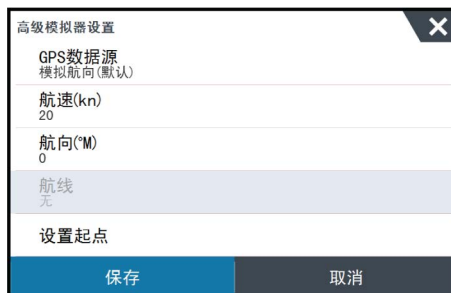 高级模拟器设置
GPS数据源
模拟航向(默认)
航速(kn)
20
航向(°M)
0
航线
无
设置起点
保存
取消